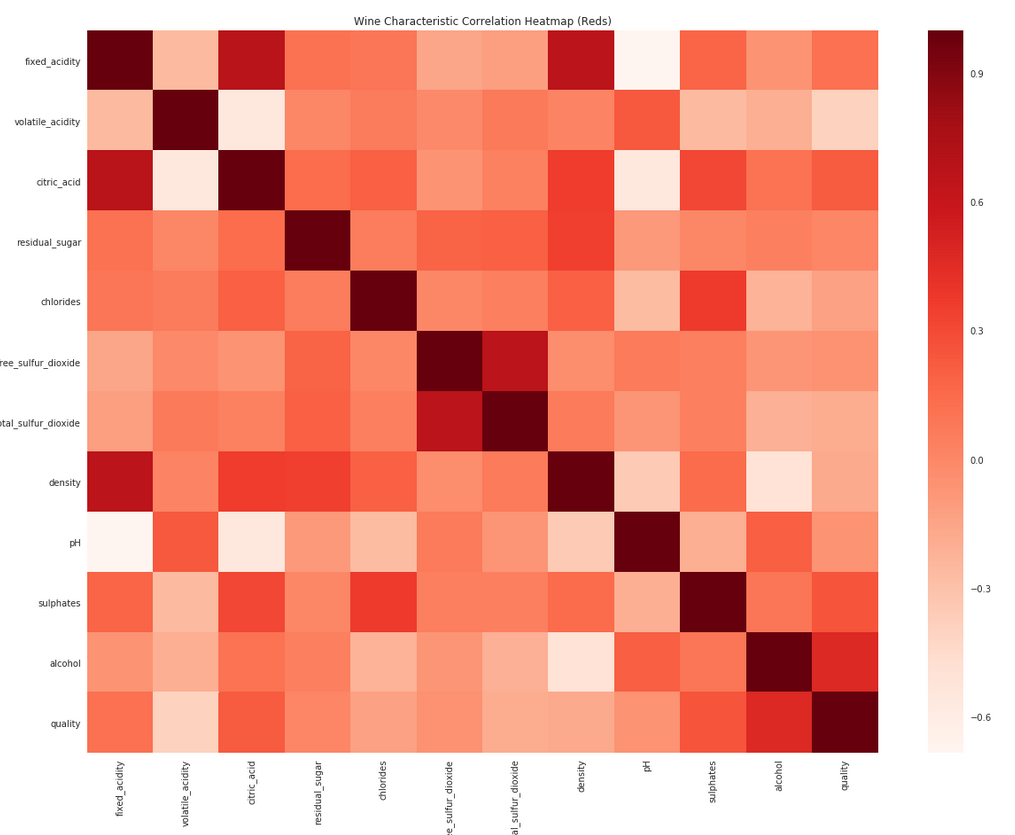 Wine Characteristic Correlation Heatmap (Reds)
fixed_acidity
volatile_acidity
citric_acid
residual_sugar
chlorides
ree_sulfur_dioxide
otal_sulfur_dioxide
density
pH
sulphates
alcohol
quality
fixed_acidity
volatile_acidity
citric_acid
residual_sugar
chlorides
ee_sulfur_dioxide
al_sulfur_dioxide
density
pH
sulphates
alcohol
quality
0.9
0.6
0.3
0.0
−0.3
−0.6